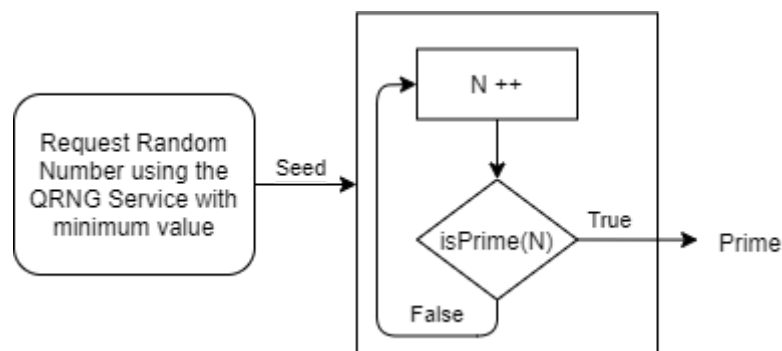 Request Random
Number using the
QRNG Service with
minimum value
Seed
N ++
isPrime(N)
True
Prime
False